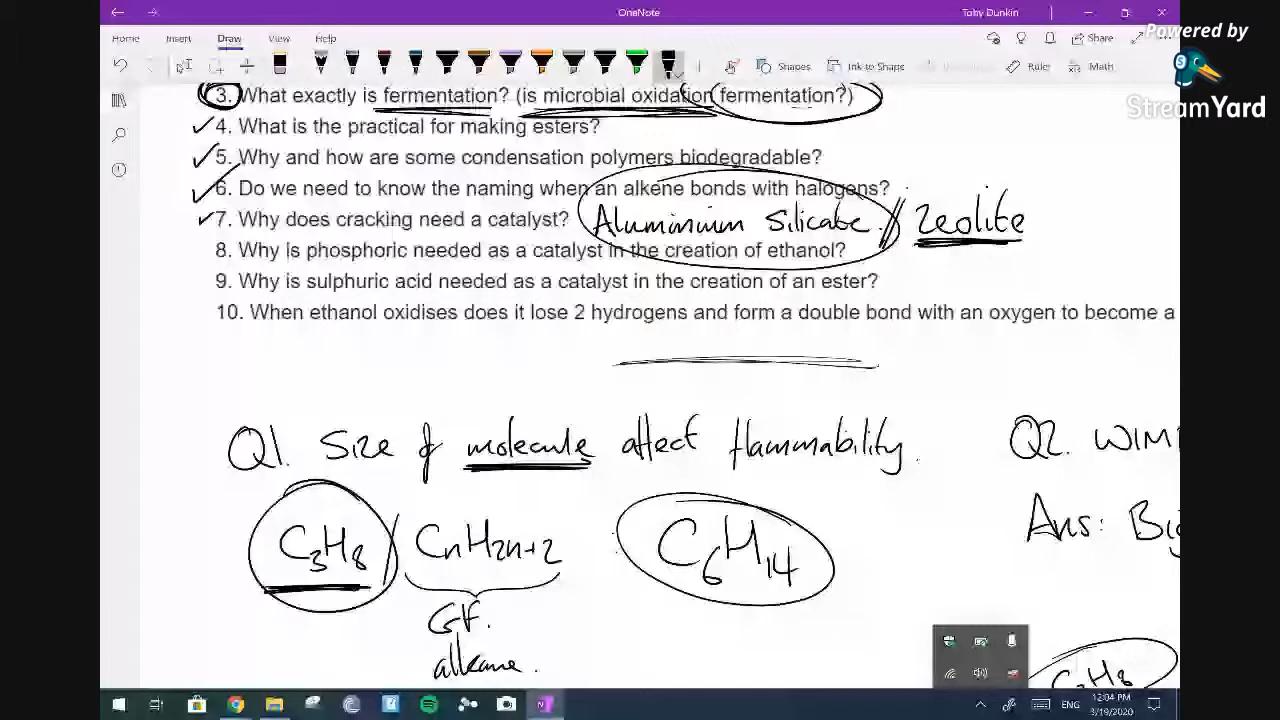 OneNote
Toby Dunkin
Powered by
StreamYard
Home Insert Draw View Help
Share
Shapes Ink to Shape Ruler Math
3. What exactly is fermentation? (is microbial oxidation fermentation?)
4. What is the practical for making esters?
5. Why and how are some condensation polymers biodegradable?
6. Do we need to know the naming when an alkene bonds with halogens?
7. Why does cracking need a catalyst? Aluminium Silicate. // Zeolite
8. Why is phosphoric needed as a catalyst in the creation of ethanol?
9. Why is sulphuric acid needed as a catalyst in the creation of an ester?
10. When ethanol oxidises does it lose 2 hydrogens and form a double bond with an oxygen to become a
Q1. Size of molecule affect flammability. Q2. WIM
Ans: Big
C3H8 / CnH2n+2 C6H14
G.F.
alkane.
C3H8
ENG
12:04 PM
3/19/2020